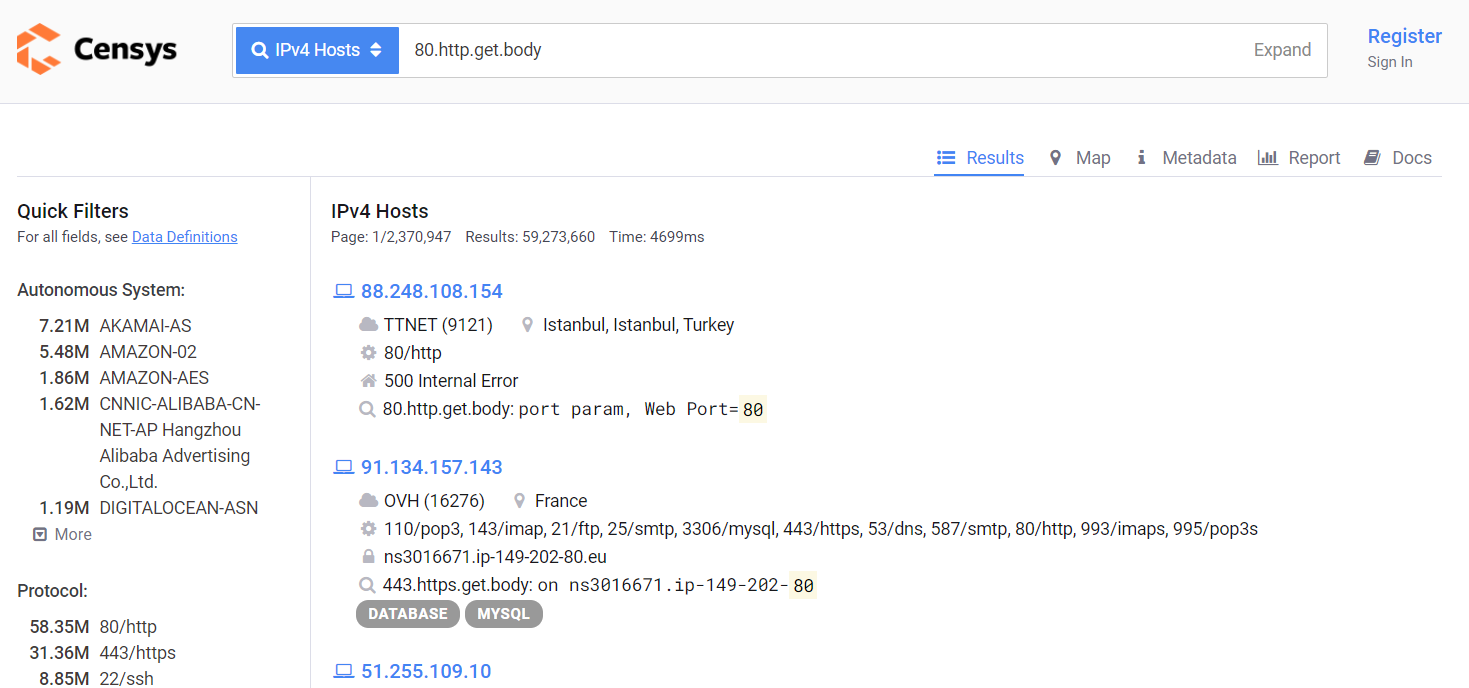 Censys
IPv4 Hosts
80.http.get.body
Expand
Register
Sign In
Results
Map
Metadata
Report
Docs
Quick Filters
For all fields, see Data Definitions
Autonomous System:
7.21M AKAMAI-AS
5.48M AMAZON-02
1.86M AMAZON-AES
1.62M CNNIC-ALIBABA-CN-
NET-AP Hangzhou
Alibaba Advertising
Co.,Ltd.
1.19M DIGITALOCEAN-ASN
More
Protocol:
58.35M 80/http
31.36M 443/https
8.85M 22/ssh
IPv4 Hosts
Page: 1/2,370,947 Results: 59,273,660 Time: 4699ms
88.248.108.154
TTNET (9121) Istanbul, Istanbul, Turkey
80/http
500 Internal Error
80.http.get.body: port param, Web Port=80
91.134.157.143
OVH (16276) France
110/pop3, 143/imap, 21/ftp, 25/smtp, 3306/mysql, 443/https, 53/dns, 587/smtp, 80/http, 993/imaps, 995/pop3s
ns3016671.ip-149-202-80.eu
443.https.get.body: on ns3016671.ip-149-202-80
DATABASE MYSQL
51.255.109.10